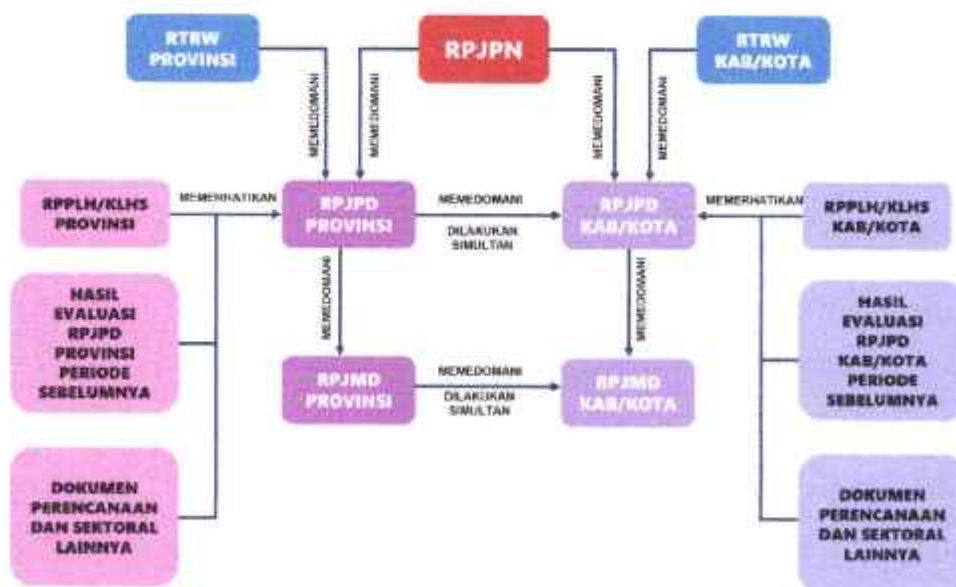 RTRW
PROVINSI
RPJPN
RTRW
KAB/KOTA
MEMEDOMANI
MEMEDOMANI
MEMEDOMANI
MEMEDOMANI
RPPLH/KLHS
PROVINSI
MEMERHATIKAN
RPJPD
PROVINSI
MEMEDOMANI
DILAKUKAN
SIMULTAN
RPJPD
KAB/KOTA
MEMERHATIKAN
RPPLH/KLHS
KAB/KOTA
HASIL
EVALUASI
RPJPD
PROVINSI
PERIODE
SEBELUMNYA
MEMEDOMANI
MEMEDOMANI
HASIL
EVALUASI
RPJPD
KAB/KOTA
PERIODE
SEBELUMNYA
RPJMD
PROVINSI
MEMEDOMANI
DILAKUKAN
SIMULTAN
RPJMD
KAB/KOTA
DOKUMEN
PERENCANAAN
DAN SEKTORAL
LAINNYA
DOKUMEN
PERENCANAAN
DAN SEKTORAL
LAINNYA